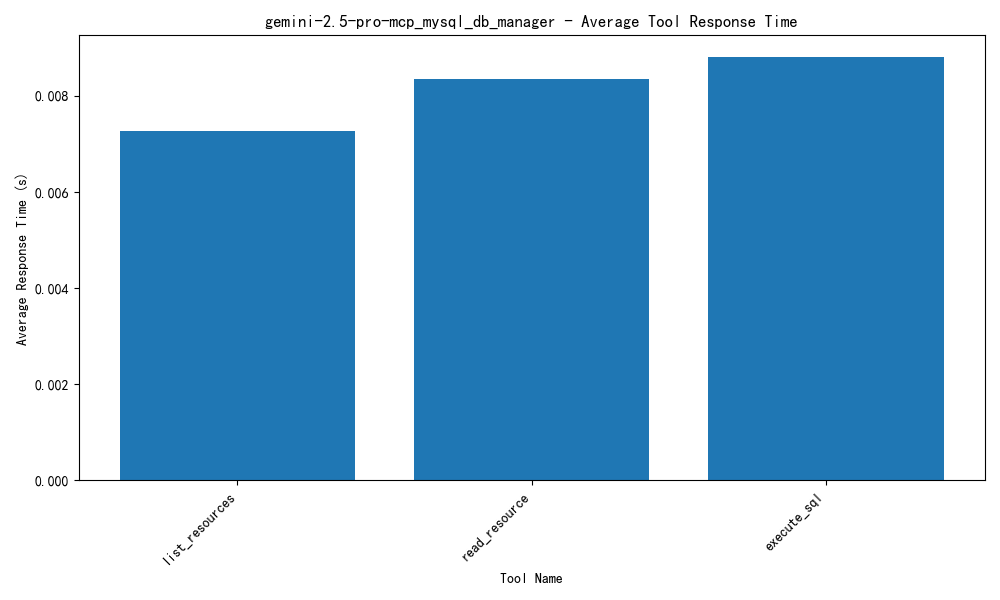 gemini-2.5-pro-mcp_mysql_db_manager - Average Tool Response Time
Average Response Time (s)
0.008
0.006
0.004
0.002
0.000
list_resources
read_resource
execute_sql
Tool Name